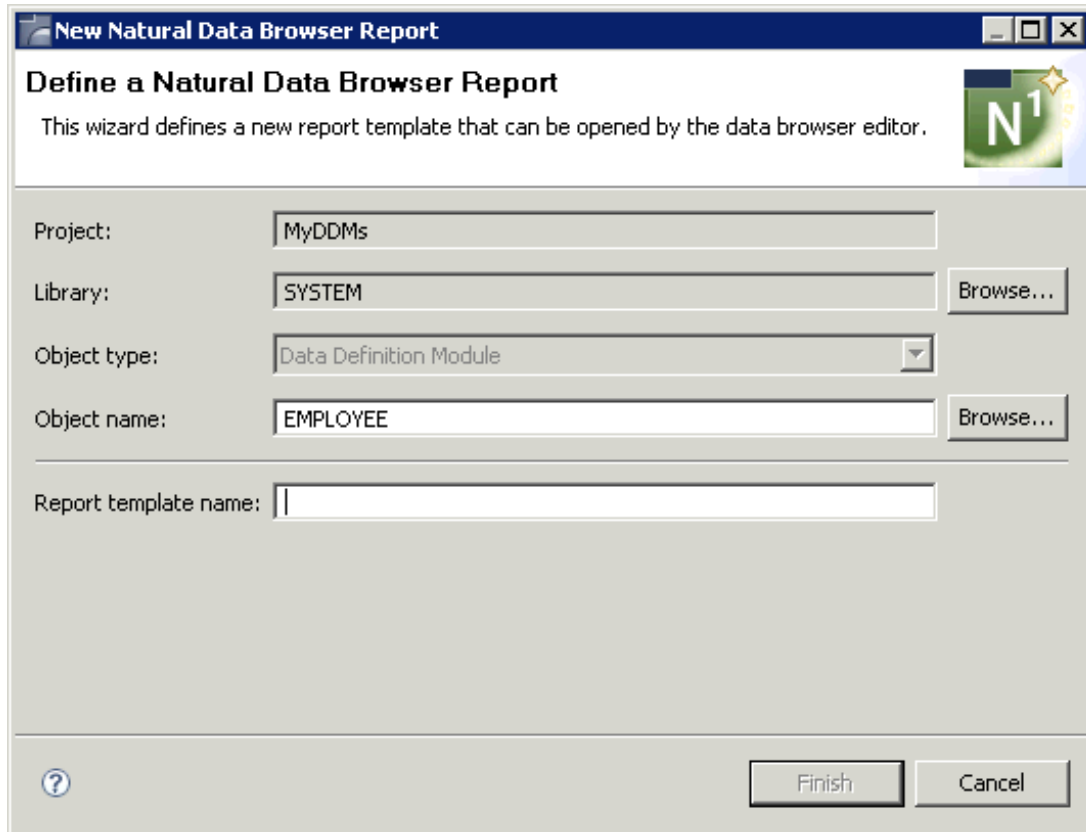 New Natural Data Browser Report
Define a Natural Data Browser Report
This wizard defines a new report template that can be opened by the data browser editor.
N1
Project: MyDDMs
Library: SYSTEM Browse...
Object type: Data Definition Module
Object name: EMPLOYEE Browse...
Report template name:
? Finish Cancel